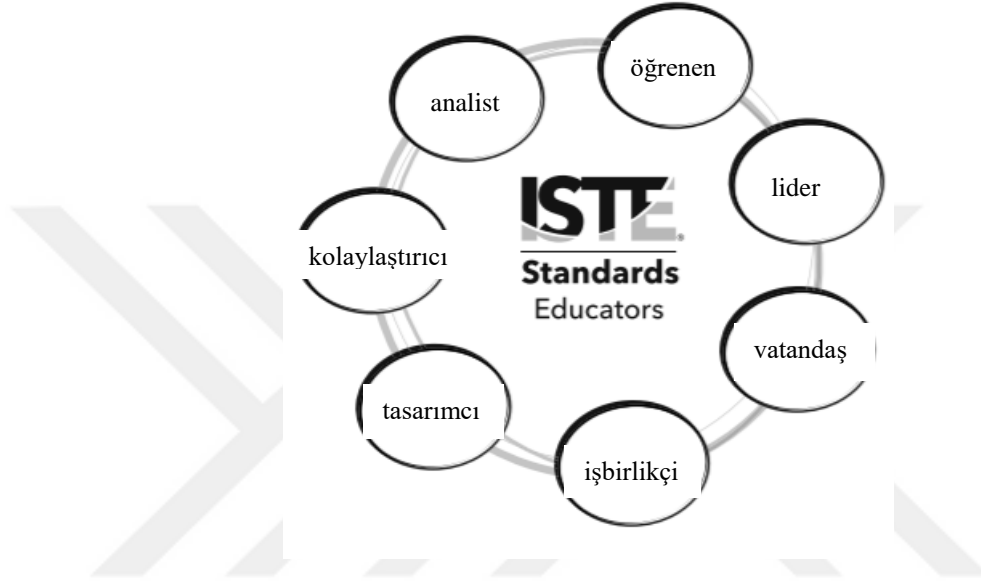 öğrenen
analist
lider
ISTE®
Standards
Educators
kolaylaştırıcı
vatandaş
tasarımcı
işbirlikçi